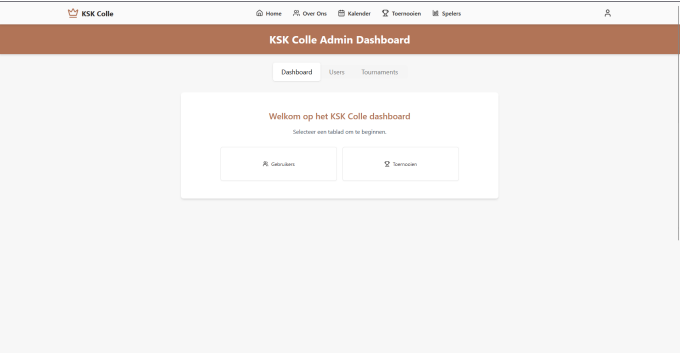 KSK Colle
Home Over Ons Kalender Toernooien Spelers
KSK Colle Admin Dashboard
Dashboard Users Tournaments
Welkom op het KSK Colle dashboard
Selecteer een tablad om te beginnen.
Gebruikers Toernooien